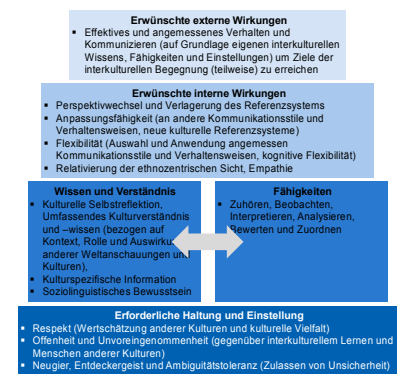 Erwünschte externe Wirkungen
▪ Effektives und angemessenes Verhalten und
Kommunizieren (auf Grundlage eigenen interkulturellen
Wissens, Fähigkeiten und Einstellungen) um Ziele der
interkulturellen Begegnung (teilweise) zu erreichen
Erwünschte interne Wirkungen
▪ Perspektivwechsel und Verlagerung des Referenzsystems
▪ Anpassungsfähigkeit (an andere Kommunikationsstile und
Verhaltensweisen, neue kulturelle Referenzsysteme)
▪ Flexibilität (Auswahl und Anwendung angemessen
Kommunikationsstile und Verhaltensweisen, kognitive Flexibilität)
▪ Relativierung der ethnozentrischen Sicht, Empathie
Wissen und Verständnis
▪ Kulturelle Selbstreflektion,
Umfassendes Kulturverständnis
und –wissen (bezogen auf
Kontext, Rolle und
anderer Weltanschauungen
Kulturen),
▪ Kulturspezifische Information
▪ Soziolinguistisches Bewusstsein
Fähigkeiten
▪ Zuhören, Beobachten,
Interpretieren, Analysieren,
Bewerten und Zuordnen
Erforderliche Haltung und Einstellung
▪ Respekt (Wertschätzung anderer Kulturen und kulturelle Vielfalt)
▪ Offenheit und Unvoreingenommenheit (gegenüber interkulturellem Lernen und
Menschen anderer Kulturen)
▪ Neugier, Entdeckergeist und Ambiguitätstoleranz (Zulassen von Unsicherheit)